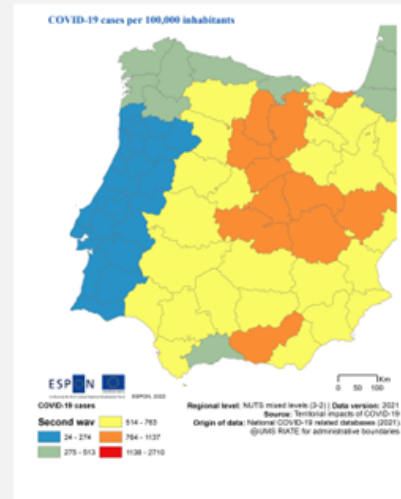 COVID-19 cases per 100,000 inhabitants
Km
0 50 100
ESPON
ESPON, 2022
COVID-19 cases
Second wav
24 - 274
275 - 513
514 - 763
764 - 1137
1138 - 2710
Regional level: NUTS mixed levels (3-2) | Data version: 2021
Source: Territorial impacts of COVID-19
Origin of data: National COVID-19 related databases (2021)
@UMS RIATE for administrative boundaries